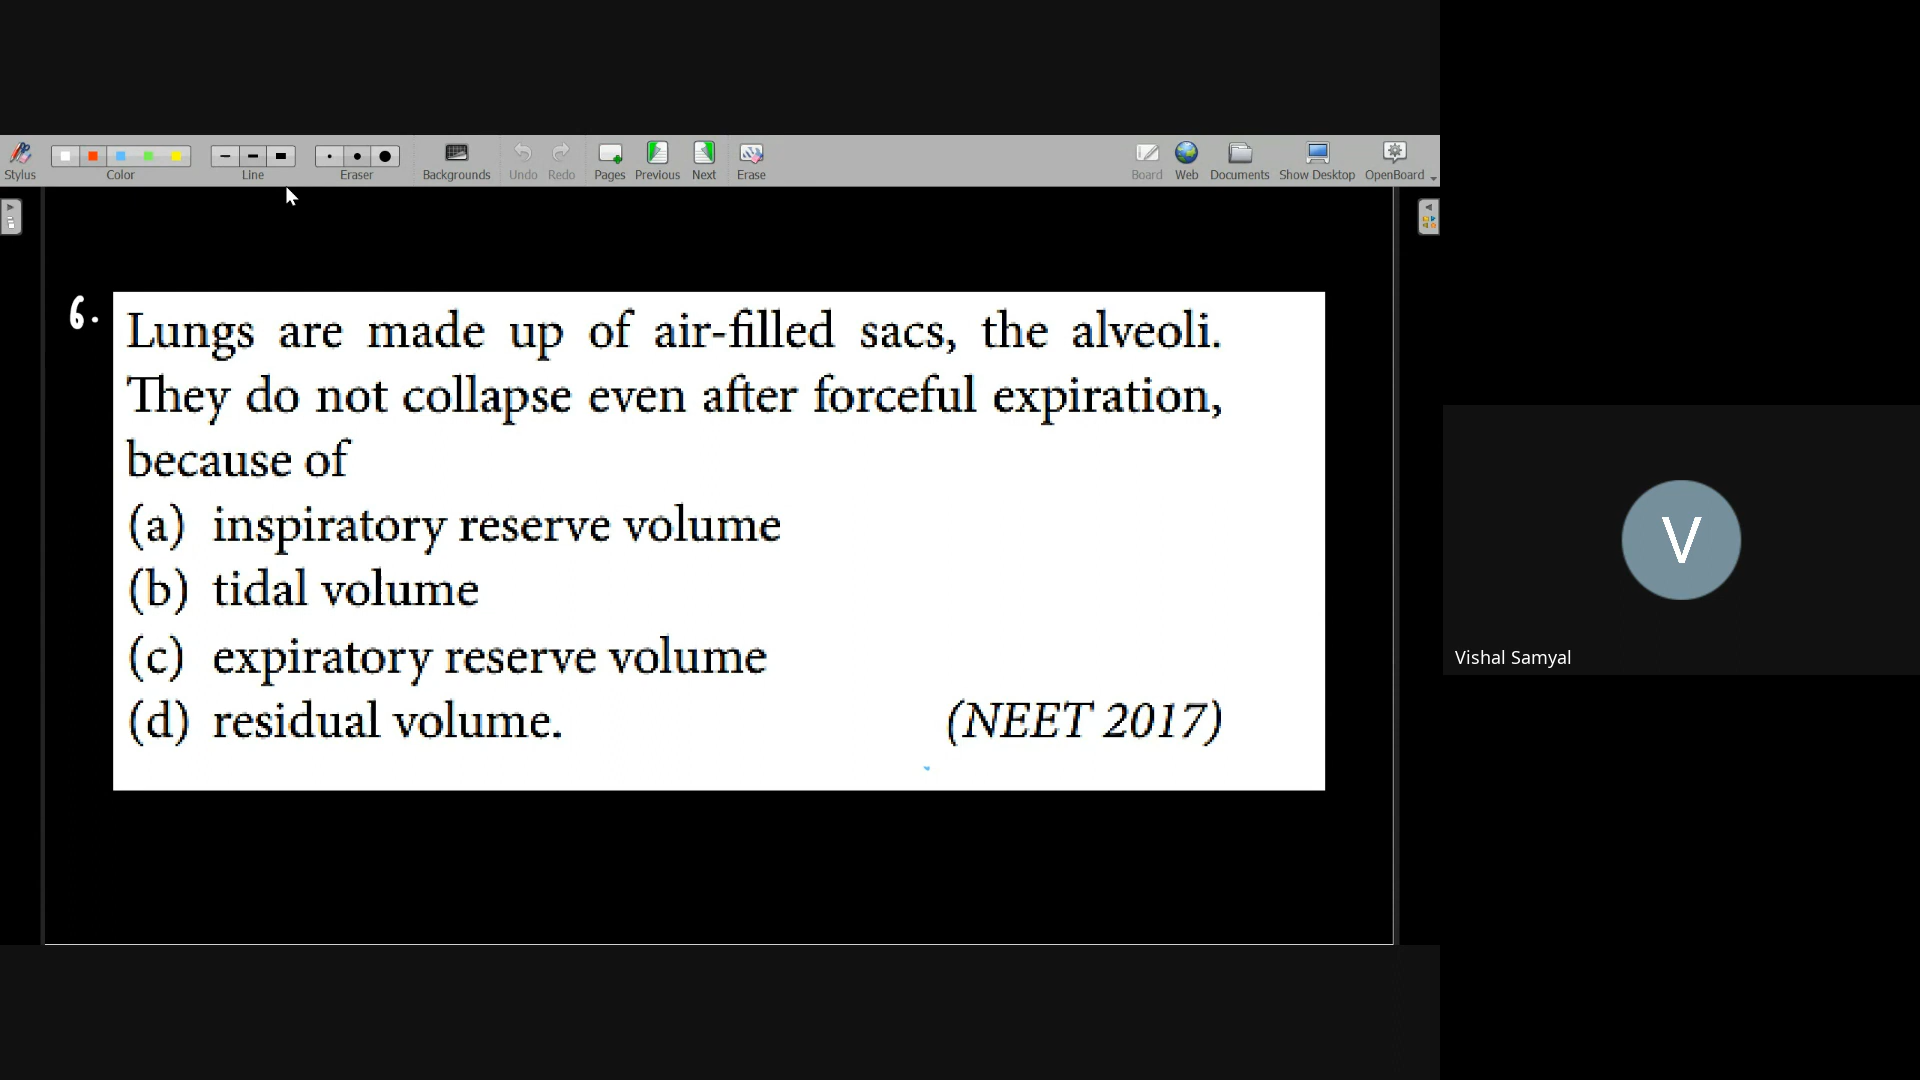 Stylus Color Line Eraser Backgrounds Undo Redo Pages Previous Next Erase Board Web Documents Show Desktop OpenBoard
6.
Lungs are made up of air-filled sacs, the alveoli.
They do not collapse even after forceful expiration,
because of
(a) inspiratory reserve volume
(b) tidal volume
(c) expiratory reserve volume
(d) residual volume. (NEET 2017)
V
Vishal Samyal